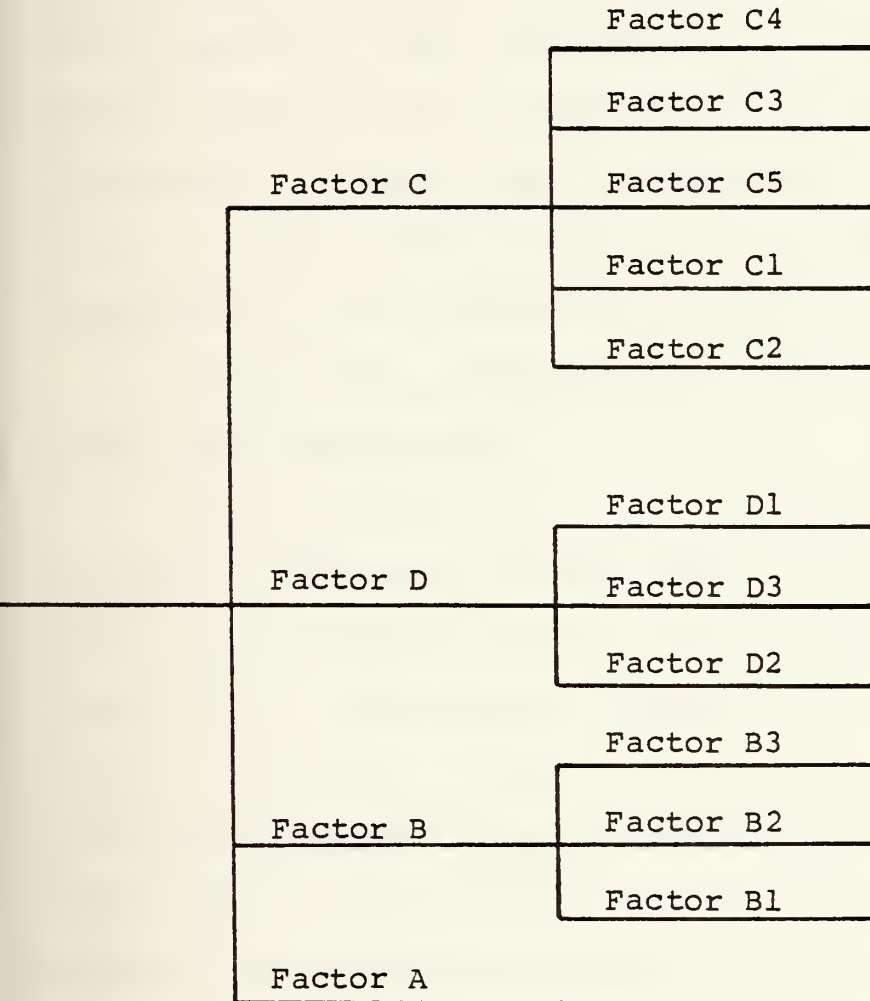 Factor C4
Factor C3
Factor C
Factor C5
Factor C1
Factor C2
Factor D1
Factor D
Factor D3
Factor D2
Factor B3
Factor B
Factor B2
Factor B1
Factor A